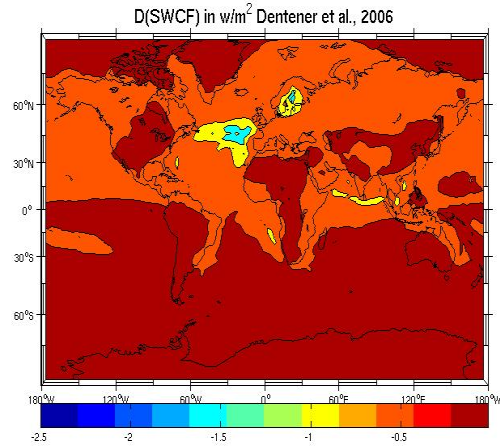 D(SWCF) in w/m2 Dentener et al., 2006
60°N
30°N
0°
30°S
60°S
180°W 120°W 60°W 0° 60°E 120°E 180°W
-2.5 -2 -1.5 -1 -0.5